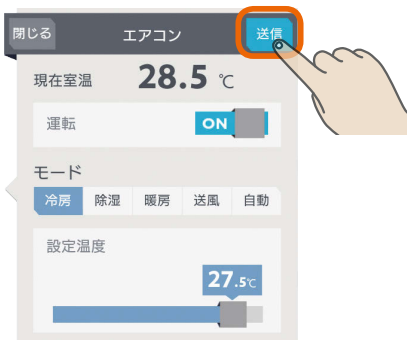 閉じる エアコン 送信
現在室温 28.5 ℃
運転 ON
モード
冷房 除湿 暖房 送風 自動
設定温度
27.5℃